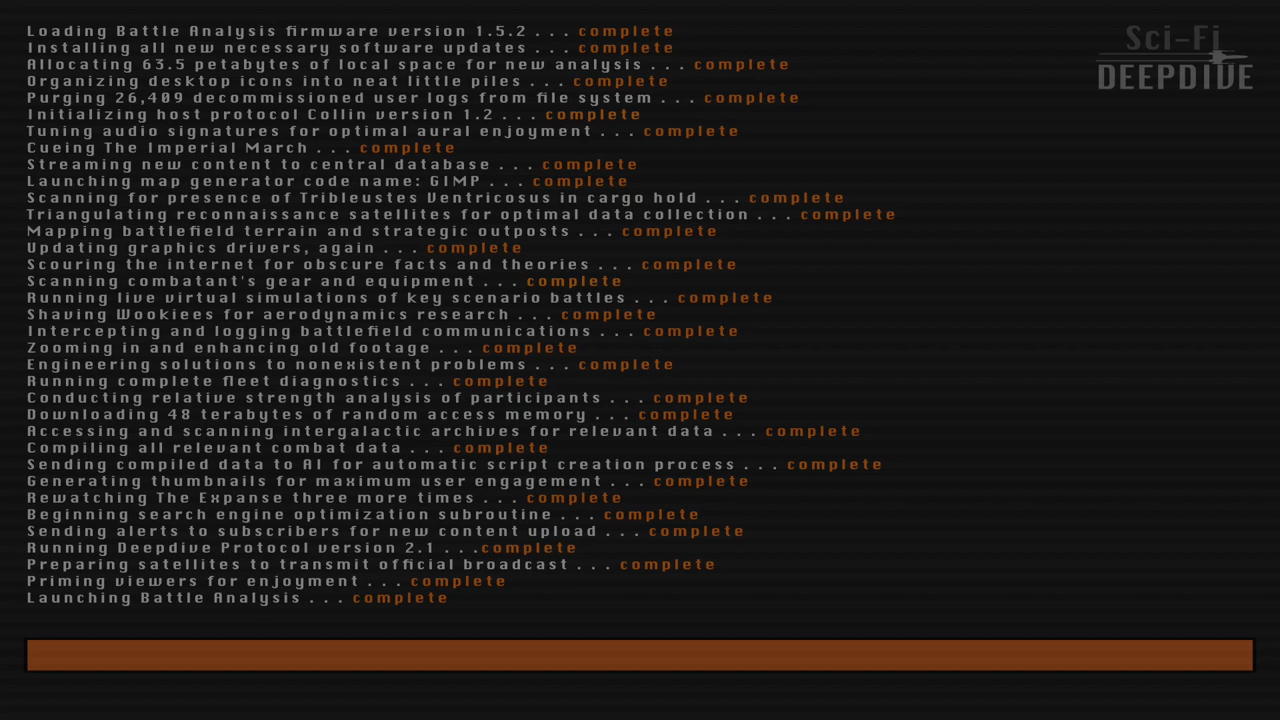 Loading Battle Analysis firmware version 1.5.2 . . . complete
Installing all new necessary software updates . . . complete
Allocating 63.5 petabytes of local space for new analysis . . . complete
Organizing desktop icons into neat little piles . . . complete
Purging 26,409 decommissioned user logs from file system . . . complete
Initializing host protocol Collin version 1.2 . . . complete
Tuning audio signatures for optimal aural enjoyment . . . complete
Cueing The Imperial March . . . complete
Streaming new content to central database . . . complete
Launching map generator code name: GIMP . . . complete
Scanning for presence of Tribleustes Ventricosus in cargo hold . . . complete
Triangulating reconnaissance satellites for optimal data collection . . . complete
Mapping battlefield terrain and strategic outposts . . . complete
Updating graphics drivers, again . . . complete
Scouring the internet for obscure facts and theories . . . complete
Scanning combatant's gear and equipment . . . complete
Running live virtual simulations of key scenario battles . . . complete
Shaving Wookiees for aerodynamics research . . . complete
Intercepting and logging battlefield communications . . . complete
Zooming in and enhancing old footage . . . complete
Engineering solutions to nonexistent problems . . . complete
Running complete fleet diagnostics . . . complete
Conducting relative strength analysis of participants . . . complete
Downloading 48 terabytes of random access memory . . . complete
Accessing and scanning intergalactic archives for relevant data . . . complete
Compiling all relevant combat data . . . complete
Sending compiled data to AI for automatic script creation process . . . complete
Generating thumbnails for maximum user engagement . . . complete
Rewatching The Expanse three more times . . . complete
Beginning search engine optimization subroutine . . . complete
Sending alerts to subscribers for new content upload . . . complete
Running Deepdive Protocol version 2.1 . . .complete
Preparing satellites to transmit official broadcast . . . complete
Priming viewers for enjoyment . . . complete
Launching Battle Analysis . . . complete
Sci-Fi
DEEPDIVE